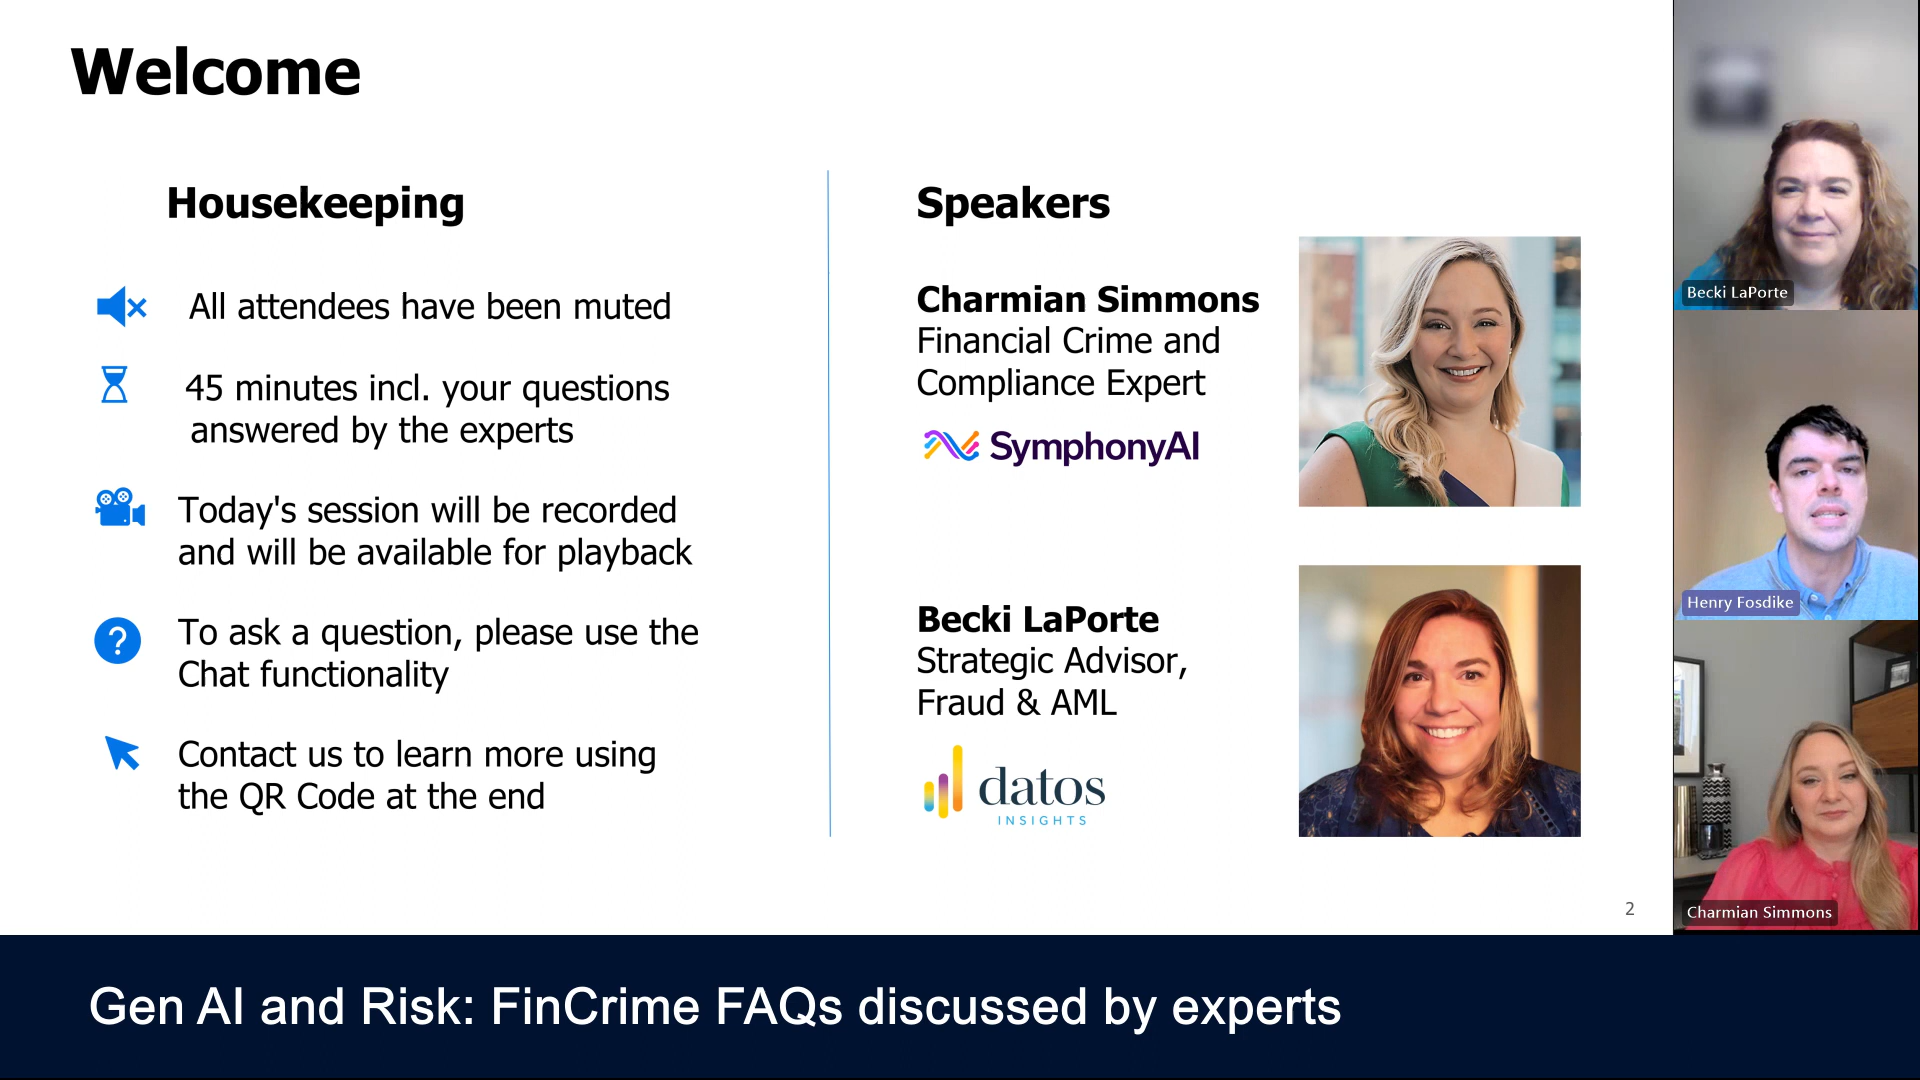 Welcome
Housekeeping
All attendees have been muted
45 minutes incl. your questions
answered by the experts
Today's session will be recorded
and will be available for playback
To ask a question, please use the
Chat functionality
Contact us to learn more using
the QR Code at the end
Speakers
Charmian Simmons
Financial Crime and
Compliance Expert
SymphonyAI
Becki LaPorte
Strategic Advisor,
Fraud & AML
datos
INSIGHTS
2
Becki LaPorte
Henry Fosdike
Charmian Simmons
Gen AI and Risk: FinCrime FAQs discussed by experts